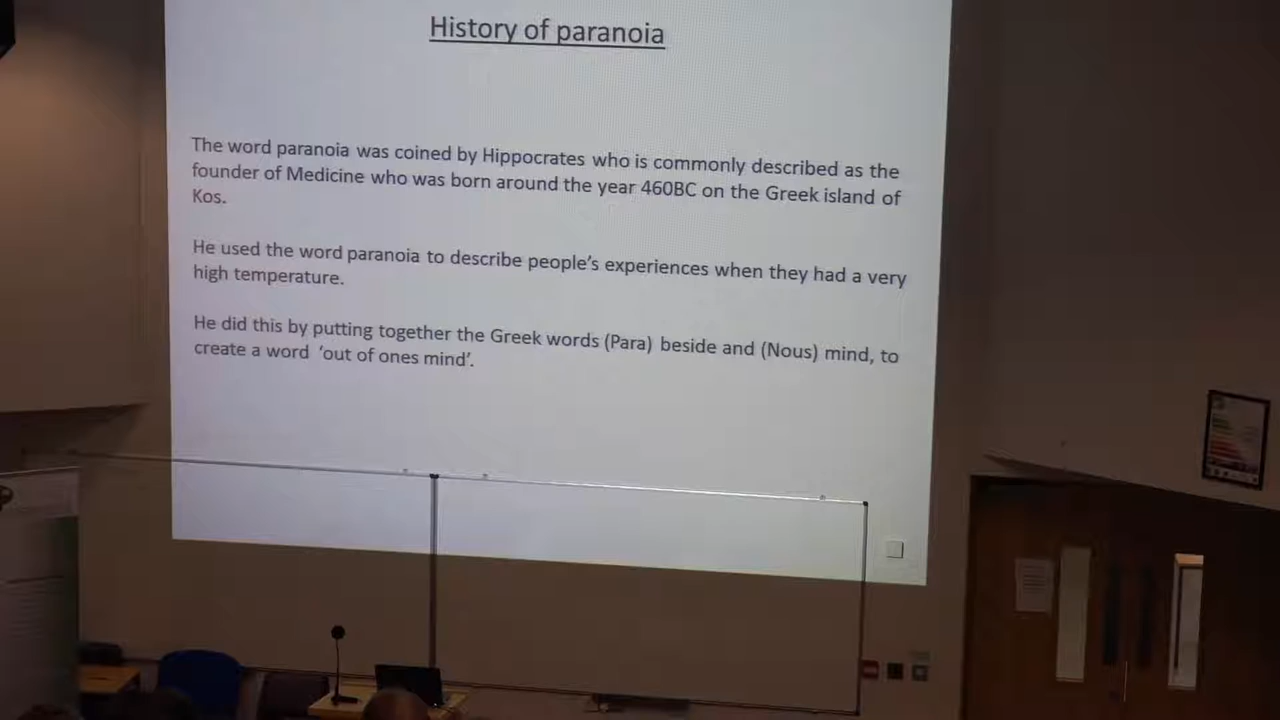 History of paranoia
The word paranoia was coined by Hippocrates who is commonly described as the
founder of Medicine who was born around the year 460BC on the Greek island of
Kos.
He used the word paranoia to describe people's experiences when they had a very
high temperature.
He did this by putting together the Greek words (Para) beside and (Nous) mind, to
create a word 'out of ones mind'.